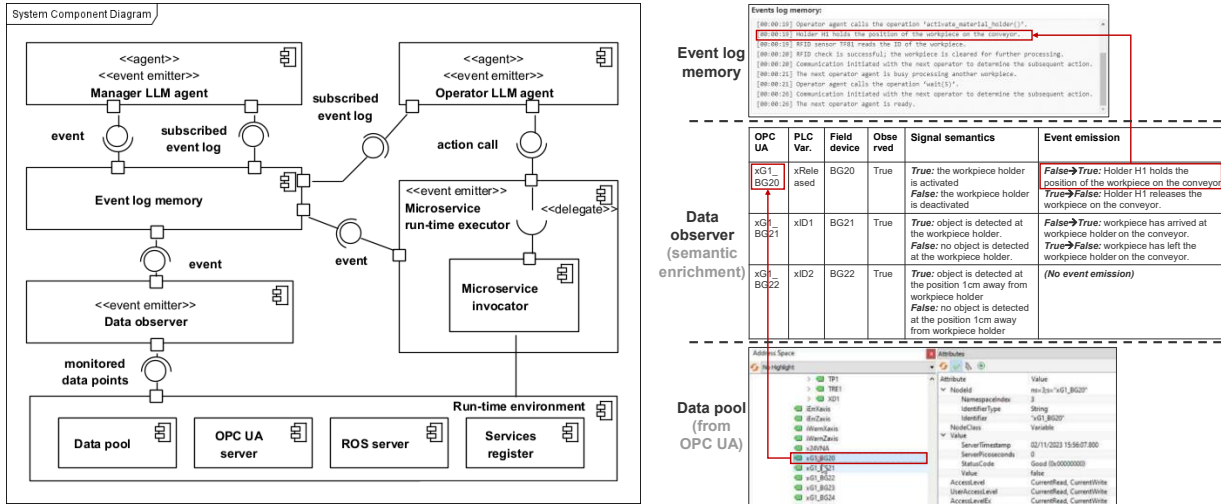 System Component Diagram
<<agent>>
<<event emitter>>
Manager LLM agent
<<agent>>
<<event emitter>>
Operator LLM agent
event
subscribed
event log
subscribed
event log
action call
Event log memory
<<event emitter>>
Microservice
run-time executor
<<delegate>>
event
event
Microservice
invocator
<<event emitter>>
Data observer
monitored
data points
Run-time environment
Data pool
OPC UA
server
ROS server
Services
register
Event log
memory
Events log memory:
[00:00:19] Operator agent calls the operation 'activate_material_holder()'.
[00:00:19] Holder H1 holds the position of the workpiece on the conveyor.
[00:00:19] RFID sensor TF81 reads the ID of the workpiece.
[00:00:20] RFID check is successful; the workpiece is cleared for further processing.
[00:00:20] Communication initiated with the next operator to determine the subsequent action.
[00:00:21] The next operator agent is busy processing another workpiece.
[00:00:21] Operator agent calls the operation 'wait(5)'.
[00:00:26] Communication initiated with the next operator to determine the subsequent action.
[00:00:26] The next operator agent is ready.
Data
observer
(semantic
enrichment)
OPC
UA
PLC
Var.
Field
device
Obse
rved
Signal semantics
Event emission
xG1_
BG20
xRele
ased
BG20
True
True: the workpiece holder
is activated
False: the workpiece holder
is deactivated
False➔True: Holder H1 holds the
position of the workpiece on the conveyor
True➔False: Holder H1 releases the
workpiece on the conveyor.
xG1_
BG21
xID1
BG21
True
True: object is detected at
the workpiece holder.
False: no object is detected
at the workpiece holder.
False➔True: workpiece has arrived at
workpiece holder on the conveyor.
True➔False: workpiece has left the
workpiece holder on the conveyor.
xG1_
BG22
xID2
BG22
True
True: object is detected at
the position 1cm away from
workpiece holder
False: no object is detected
at the position 1cm away
from workpiece holder
(No event emission)
Data pool
(from
OPC UA)
Address Space
No Highlight
TP1
TRE1
XD1
iEnXaxis
iEnZaxis
iWarnXaxis
iWarnZaxis
x24VNA
xG1_BG20
xG1_BG21
xG1_BG22
xG1_BG23
xG1_BG24
Attributes
Attribute
Value
NodeId
ns=3;s="xG1_BG20"
NamespaceIndex
3
IdentifierType
String
Identifier
"xG1_BG20"
NodeClass
Variable
Value
ServerTimestamp
02/11/2023 15:56:07.800
ServerPicoseconds
0
StatusCode
Good (0x00000000)
Value
false
AccessLevel
CurrentRead, CurrentWrite
UserAccessLevel
CurrentRead, CurrentWrite
AccessLevelEx
CurrentRead, CurrentWrite